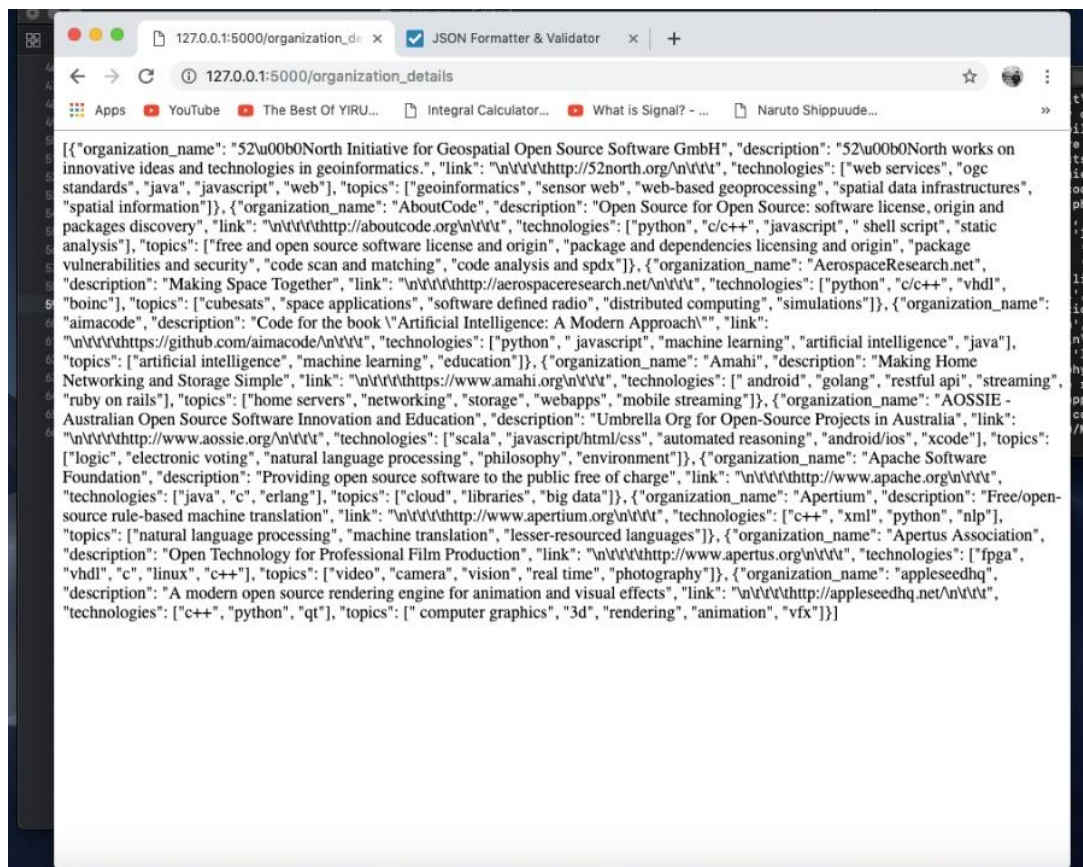 127.0.0.1:5000/organization_de
JSON Formatter & Validator
127.0.0.1:5000/organization_details
Apps YouTube The Best Of YIRU... Integral Calculator... What is Signal? - ... Naruto Shippuude... »
[{"organization_name": "52\u00b0North Initiative for Geospatial Open Source Software GmbH", "description": "52\u00b0North works on
innovative ideas and technologies in geoinformatics.", "link": "\n\t\t\t\thttp://52north.org/\n\t\t\t", "technologies": ["web services", "ogc
standards", "java", "javascript", "web"], "topics": ["geoinformatics", "sensor web", "web-based geoprocessing", "spatial data infrastructures",
"spatial information"]}, {"organization_name": "AboutCode", "description": "Open Source for Open Source: software license, origin and
packages discovery", "link": "\n\t\t\t\thttp://aboutcode.org\n\t\t\t", "technologies": ["python", "c/c++", "javascript", " shell script", "static
analysis"], "topics": ["free and open source software license and origin", "package and dependencies licensing and origin", "package
vulnerabilities and security", "code scan and matching", "code analysis and spdx"]}, {"organization_name": "AerospaceResearch.net",
"description": "Making Space Together", "link": "\n\t\t\t\thttp://aerospaceresearch.net/\n\t\t\t", "technologies": ["python", "c/c++", "vhdl",
"boinc"], "topics": ["cubesats", "space applications", "software defined radio", "distributed computing", "simulations"]}, {"organization_name":
"aimacode", "description": "Code for the book \"Artificial Intelligence: A Modern Approach\"", "link":
"\n\t\t\t\thttps://github.com/aimacode/\n\t\t\t", "technologies": ["python", " javascript", "machine learning", "artificial intelligence", "java"],
"topics": ["artificial intelligence", "machine learning", "education"]}, {"organization_name": "Amahi", "description": "Making Home
Networking and Storage Simple", "link": "\n\t\t\t\thttps://www.amahi.org\n\t\t\t", "technologies": [" android", "golang", "restful api", "streaming",
"ruby on rails"], "topics": ["home servers", "networking", "storage", "webapps", "mobile streaming"]}, {"organization_name": "AOSSIE -
Australian Open Source Software Innovation and Education", "description": "Umbrella Org for Open-Source Projects in Australia", "link":
"\n\t\t\t\thttp://www.aossie.org/\n\t\t\t", "technologies": ["scala", "javascript/html/css", "automated reasoning", "android/ios", "xcode"], "topics":
["logic", "electronic voting", "natural language processing", "philosophy", "environment"]}, {"organization_name": "Apache Software
Foundation", "description": "Providing open source software to the public free of charge", "link": "\n\t\t\t\thttp://www.apache.org\n\t\t\t",
"technologies": ["java", "c", "erlang"], "topics": ["cloud", "libraries", "big data"]}, {"organization_name": "Apertium", "description": "Free/open-
source rule-based machine translation", "link": "\n\t\t\t\thttp://www.apertium.org\n\t\t\t", "technologies": ["c++", "xml", "python", "nlp"],
"topics": ["natural language processing", "machine translation", "lesser-resourced languages"]}, {"organization_name": "Apertus Association",
"description": "Open Technology for Professional Film Production", "link": "\n\t\t\t\thttp://www.apertus.org\n\t\t\t", "technologies": ["fpga",
"vhdl", "c", "linux", "c++"], "topics": ["video", "camera", "vision", "real time", "photography"]}, {"organization_name": "appleseedhq",
"description": "A modern open source rendering engine for animation and visual effects", "link": "\n\t\t\t\thttp://appleseedhq.net/\n\t\t\t",
"technologies": ["c++", "python", "qt"], "topics": [" computer graphics", "3d", "rendering", "animation", "vfx"]}]